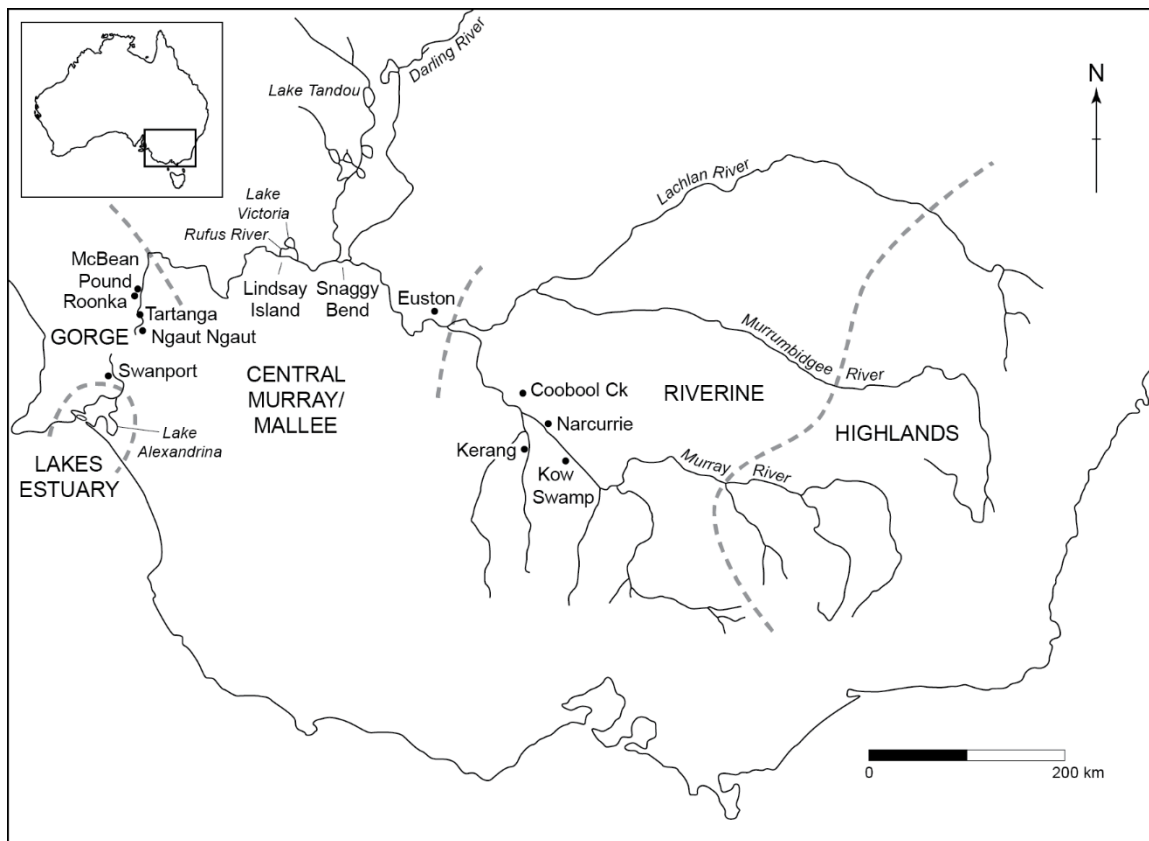 N
Darling River
Lake Tandou
Lachlan River
Lake
Victoria
Rufus River
McBean
Pound
Roonka
Lindsay
Island
Snaggy
Bend
Euston
Tartanga
Ngaut Ngaut
GORGE
Swanport
CENTRAL
MURRAY/
MALLEE
Murrumbidgee River
Coobool Ck
RIVERINE
Narcurrie
HIGHLANDS
Lake
Alexandrina
LAKES
ESTUARY
Kerang
Kow
Swamp
Murray River
0 200 km